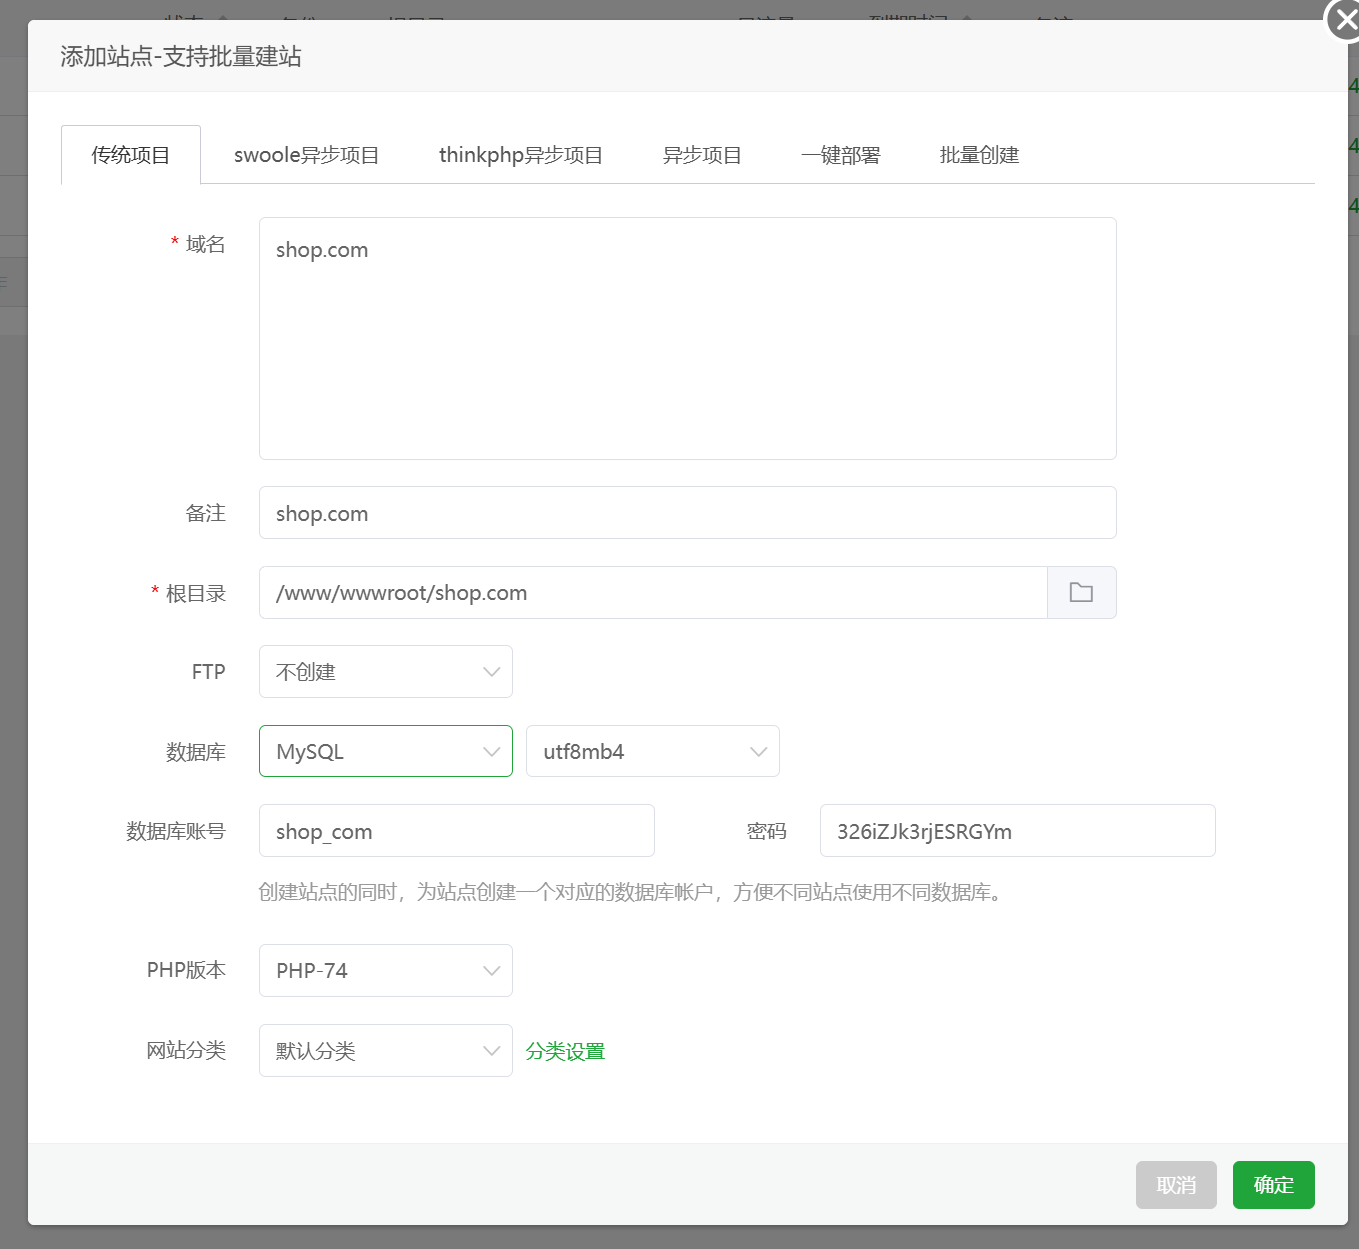 添加站点-支持批量建站
传统项目 swoole异步项目 thinkphp异步项目 异步项目 一键部署 批量创建
* 域名 shop.com
备注 shop.com
* 根目录 /www/wwwroot/shop.com
FTP 不创建
数据库 MySQL utf8mb4
数据库账号 shop_com 密码 326iZJk3rjESRGYm
创建站点的同时，为站点创建一个对应的数据库帐户，方便不同站点使用不同数据库。
PHP版本 PHP-74
网站分类 默认分类 分类设置
取消 确定